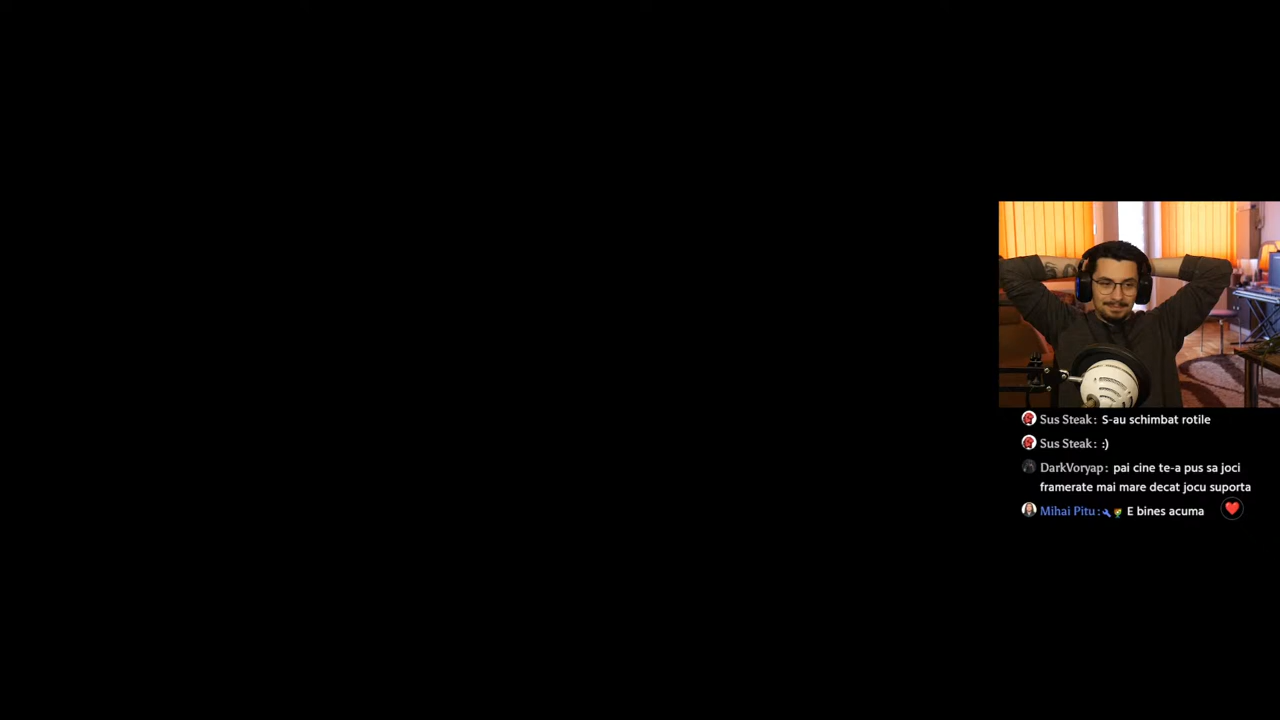 Sus Steak: S-au schimbat rotile
Sus Steak: :)
DarkVoryap: pai cine te-a pus sa joci
framerate mai mare decat jocu suporta
Mihai Pitu: E bines acuma